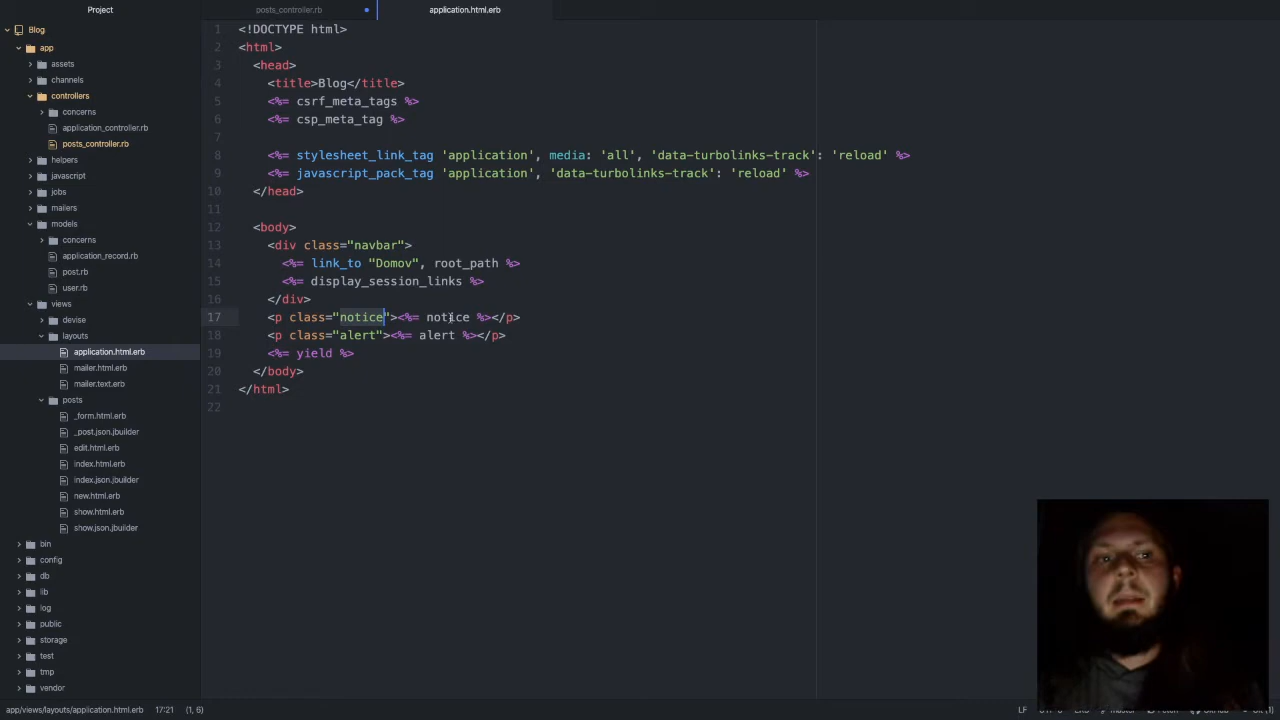 Project
posts_controller.rb
application.html.erb
Blog
app
assets
channels
controllers
concerns
application_controller.rb
posts_controller.rb
helpers
javascript
jobs
mailers
models
concerns
application_record.rb
post.rb
user.rb
views
devise
layouts
application.html.erb
mailer.html.erb
mailer.text.erb
posts
_form.html.erb
_post.json.jbuilder
edit.html.erb
index.html.erb
index.json.jbuilder
new.html.erb
show.html.erb
show.json.jbuilder
bin
config
db
lib
log
public
storage
test
tmp
vendor
1 <!DOCTYPE html>
2 <html>
3 <head>
4 <title>Blog</title>
5 <%= csrf_meta_tags %>
6 <%= csp_meta_tag %>
7
8 <%= stylesheet_link_tag 'application', media: 'all', 'data-turbolinks-track': 'reload' %>
9 <%= javascript_pack_tag 'application', 'data-turbolinks-track': 'reload' %>
10 </head>
11
12 <body>
13 <div class="navbar">
14 <%= link_to "Domov", root_path %>
15 <%= display_session_links %>
16 </div>
17 <p class="notice"><%= notice %></p>
18 <p class="alert"><%= alert %></p>
19 <%= yield %>
20 </body>
21 </html>
22
app/views/layouts/application.html.erb 17:21 (1, 6)
LF